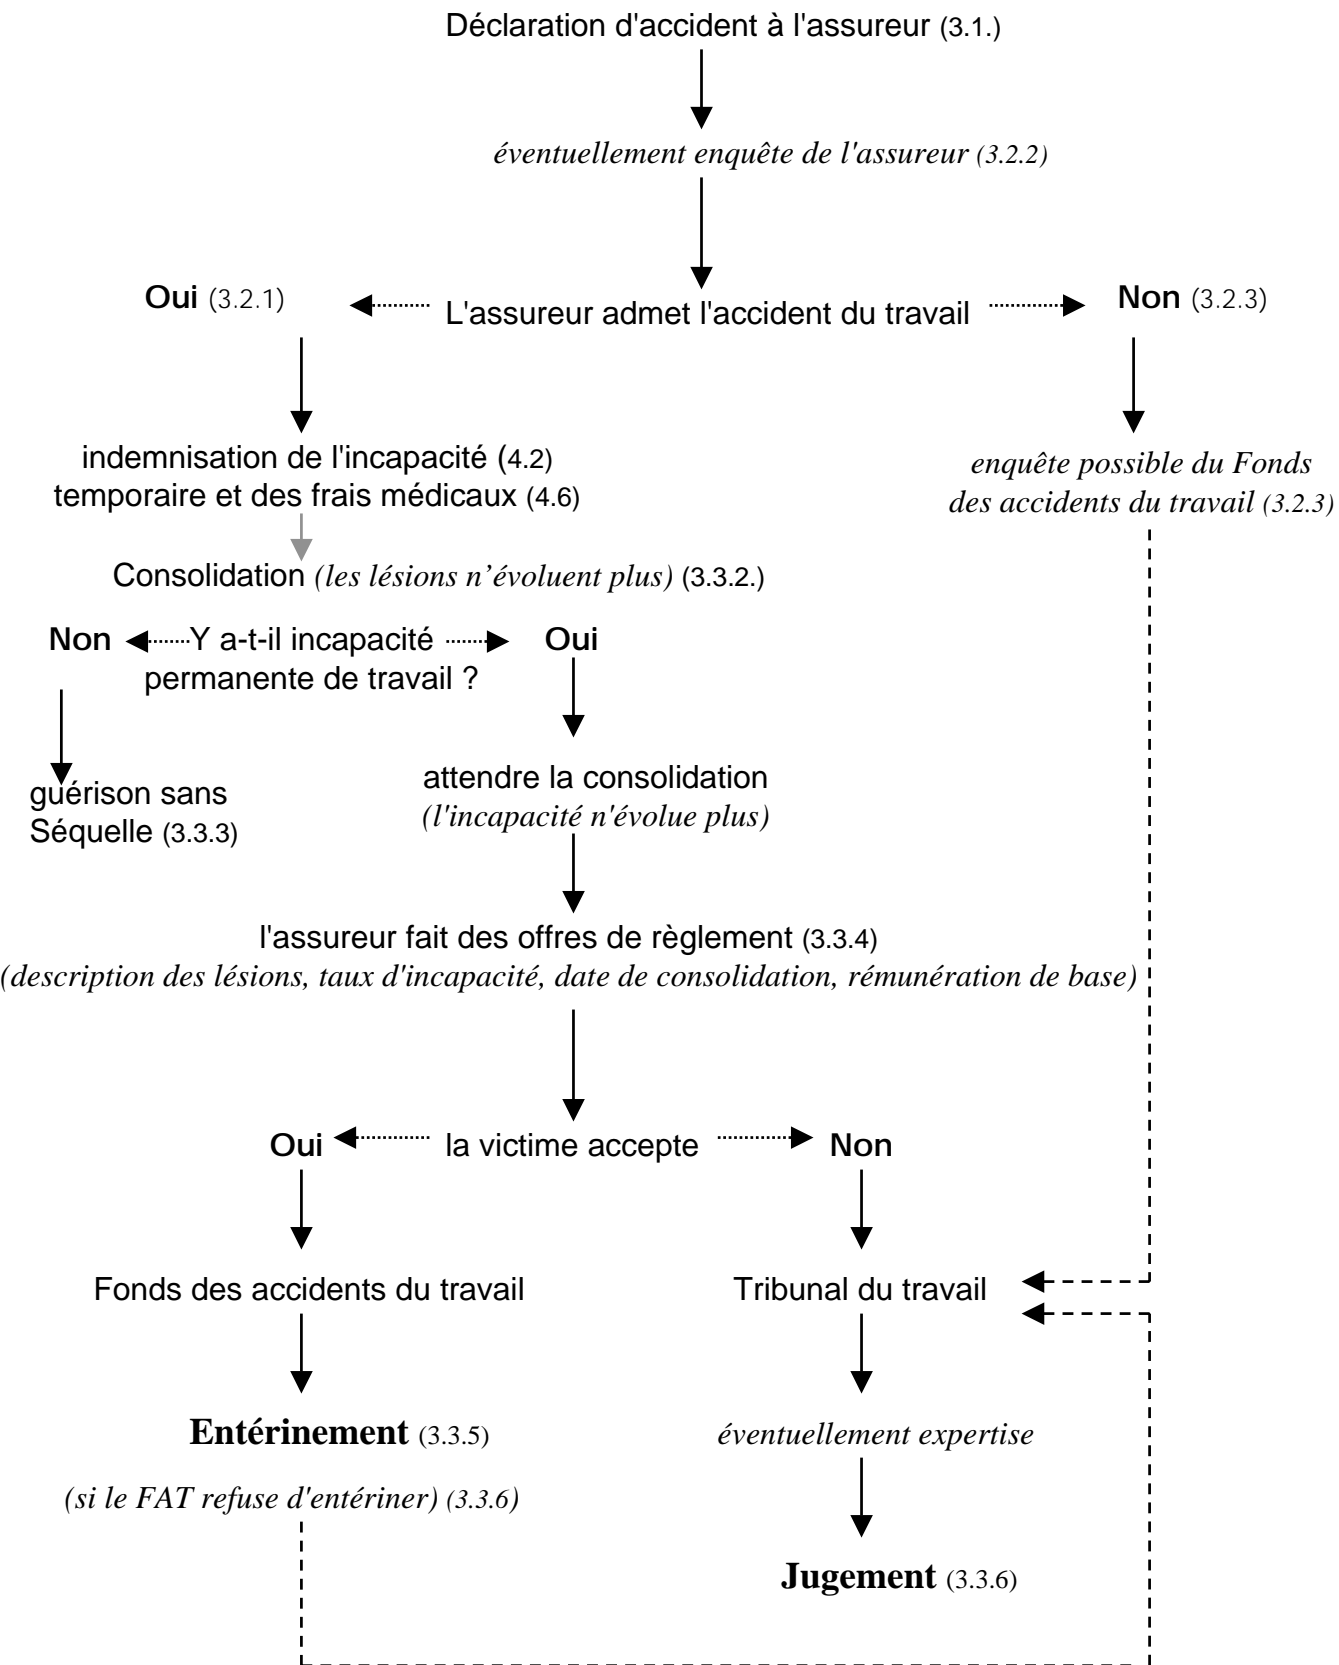 Déclaration d'accident à l'assureur (3.1.)
éventuellement enquête de l'assureur (3.2.2)
Oui (3.2.1)
L'assureur admet l'accident du travail
Non (3.2.3)
indemnisation de l'incapacité (4.2)
temporaire et des frais médicaux (4.6)
enquête possible du Fonds
des accidents du travail (3.2.3)
Consolidation (les lésions n’évoluent plus) (3.3.2.)
Non
Y a-t-il incapacité
permanente de travail ?
Oui
guérison sans
Séquelle (3.3.3)
attendre la consolidation
(l'incapacité n'évolue plus)
l'assureur fait des offres de règlement (3.3.4)
(description des lésions, taux d'incapacité, date de consolidation, rémunération de base)
Oui
la victime accepte
Non
Fonds des accidents du travail
Tribunal du travail
Entérinement (3.3.5)
éventuellement expertise
(si le FAT refuse d'entériner) (3.3.6)
Jugement (3.3.6)